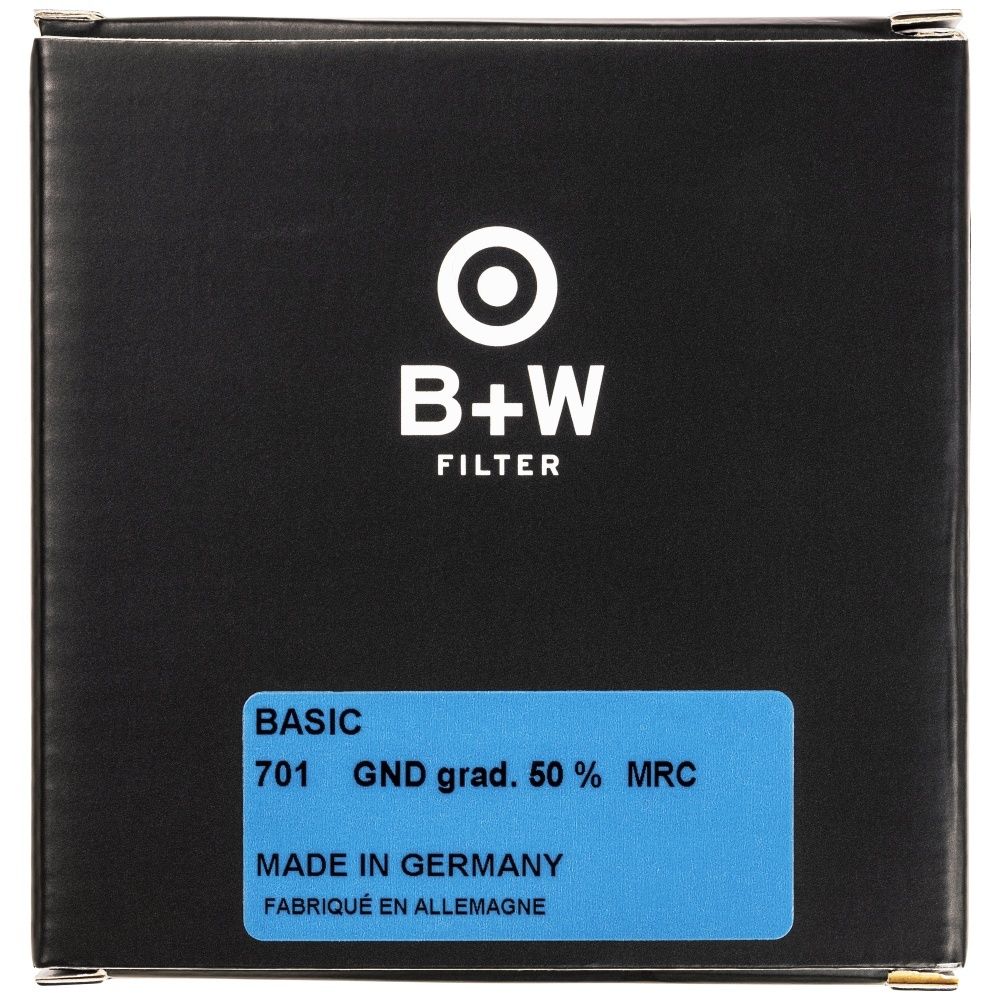 B+W
FILTER
BASIC
701 GND grad. 50 % MRC
MADE IN GERMANY
FABRIQUÉ EN ALLEMAGNE